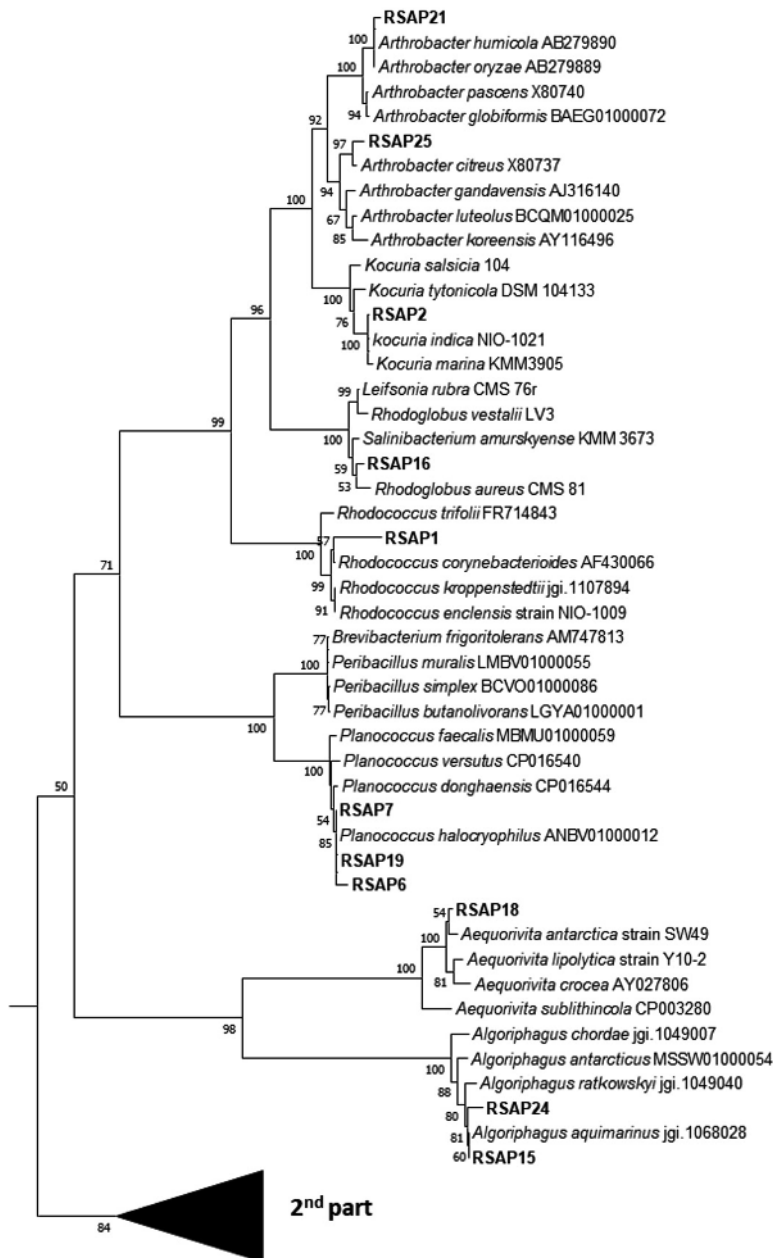 RSAP21
100
Arthrobacter humicola AB279890
100
Arthrobacter oryzae AB279889
Arthrobacter pascens X80740
94
Arthrobacter globiformis BAEG01000072
92
97
RSAP25
Arthrobacter citreus X80737
94
Arthrobacter gandavensis AJ316140
100
67
Arthrobacter luteolus BCQM01000025
85
Arthrobacter koreensis AY116496
Kocuria salsicia 104
100
Kocuria tytonicola DSM 104133
76
RSAP2
96
100
kocuria indica NIO-1021
Kocuria marina KMM3905
99
Leifsonia rubra CMS 76r
Rhodoglobus vestalii LV3
99
100
Salinibacterium amurskyense KMM 3673
59
RSAP16
53
Rhodoglobus aureus CMS 81
Rhodococcus trifolii FR714843
57
RSAP1
100
Rhodococcus corynebacterioides AF430066
71
99
Rhodococcus kroppenstedtii jgi.1107894
91
Rhodococcus enclensis strain NIO-1009
77
Brevibacterium frigoritolerans AM747813
100
Peribacillus muralis LMBV01000055
Peribacillus simplex BCVO01000086
77
Peribacillus butanolivorans LGYA01000001
100
Planococcus faecalis MBMU01000059
100
Planococcus versutus CP016540
50
Planococcus donghaensis CP016544
54
RSAP7
85
Planococcus halocryophilus ANBV01000012
RSAP19
RSAP6
54
RSAP18
100
Aequorivita antarctica strain SW49
100
Aequorivita lipolytica strain Y10-2
81
Aequorivita crocea AY027806
Aequorivita sublithincola CP003280
98
Algoriphagus chordae jgi.1049007
100
Algoriphagus antarcticus MSSW01000054
88
Algoriphagus ratkowskyi jgi.1049040
80
RSAP24
81
Algoriphagus aquimarinus jgi.1068028
60
RSAP15
84
2nd part